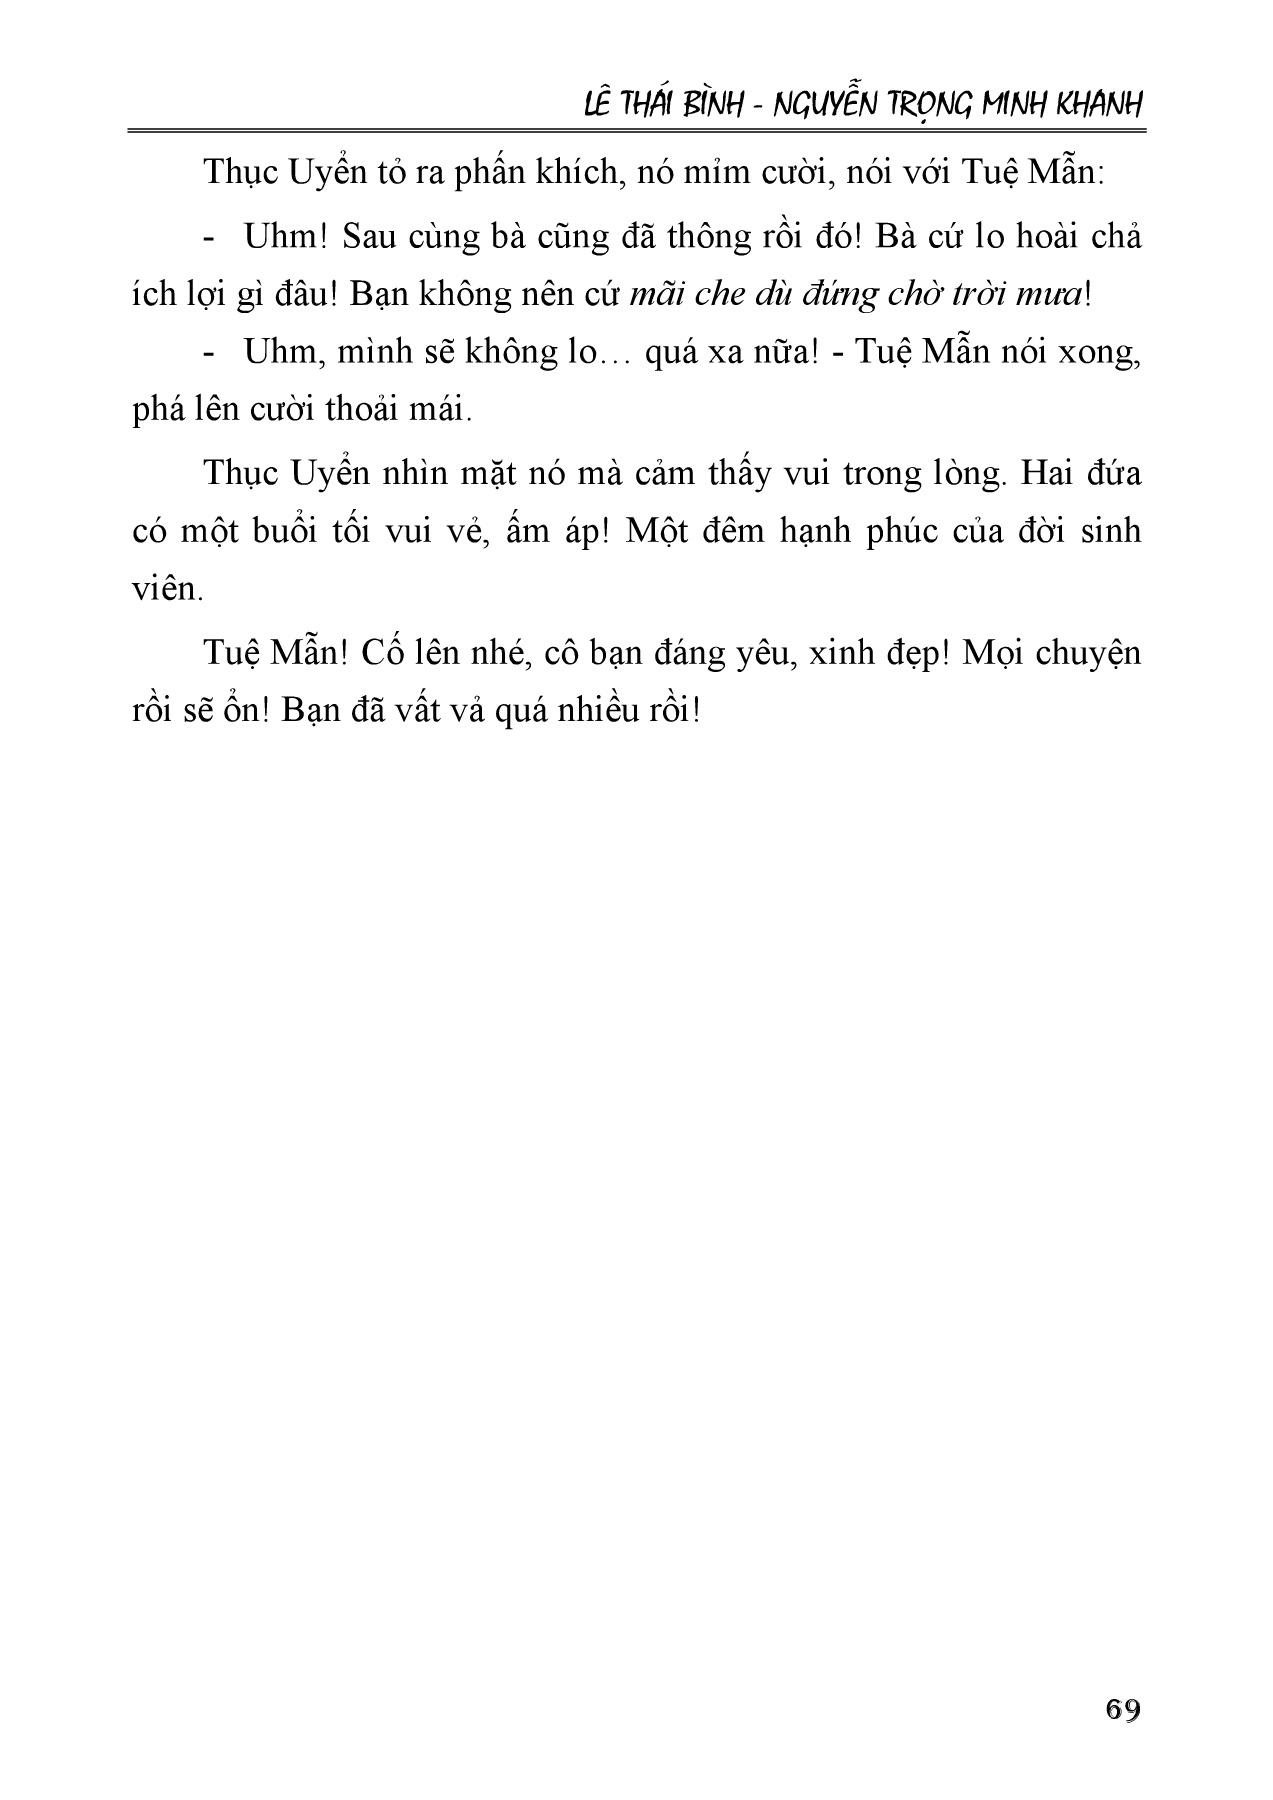 LÊ THÁI BÌNH - NGUYỄN TRỌNG MINH KHANH
Thục Uyển tỏ ra phấn khích, nó mỉm cười, nói với Tuệ Mẫn:
- Uhm! Sau cùng bà cũng đã thông rồi đó! Bà cứ lo hoài chả
ích lợi gì đâu! Bạn không nên cứ mãi che dù đứng chờ trời mưa!
- Uhm, mình sẽ không lo… quá xa nữa! - Tuệ Mẫn nói xong,
phá lên cười thoải mái.
Thục Uyển nhìn mặt nó mà cảm thấy vui trong lòng. Hai đứa
có một buổi tối vui vẻ, ấm áp! Một đêm hạnh phúc của đời sinh
viên.
Tuệ Mẫn! Cố lên nhé, cô bạn đáng yêu, xinh đẹp! Mọi chuyện
rồi sẽ ổn! Bạn đã vất vả quá nhiều rồi!
69